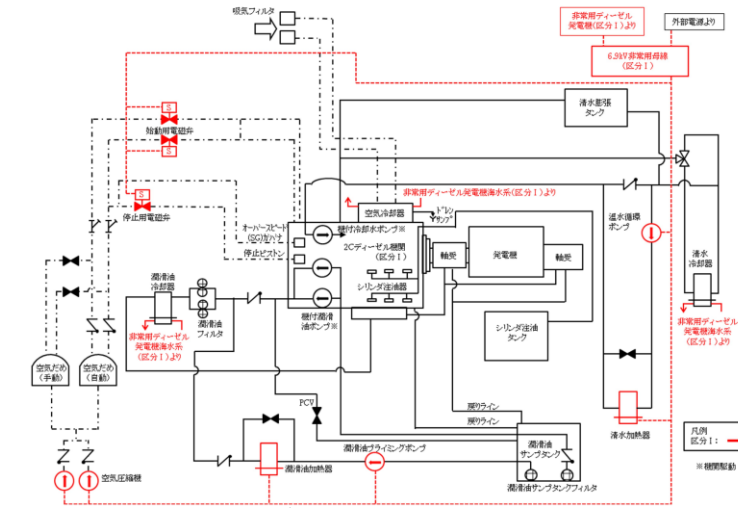 吸気フィルタ
非常用ディーゼル
発電機(区分Ⅰ)
外部電源より
6.9kV非常用母線
(区分Ⅰ)
清水膨張
タンク
S
始動用電磁弁
S
S
停止用電磁弁
非常用ディーゼル発電機海水系(区分Ⅰ)より
空気冷却器
ドレン
サンプ
オーバースピード
機付冷却水ポンプ※
2Cディーゼル機関
(区分Ⅰ)
停止ピストン
シリンダ注油器
軸受
発電機
軸受
温水循環
ポンプ
清水
冷却器
潤滑油
冷却器
潤滑油
フィルタ
機付潤滑
油ポンプ※
シリンダ注油
タンク
非常用ディーゼル
発電機海水系
(区分Ⅰ)より
非常用ディーゼル
発電機海水系
(区分Ⅰ)より
空気だめ
(手動)
空気だめ
(自動)
PCV
戻りライン
戻りライン
清水加熱器
凡例
区分Ⅰ:
※機関駆動
潤滑油プライミングポンプ
潤滑油
サンプタンク
空気圧縮機
潤滑油加熱器
潤滑油サンプタンクフィルタ